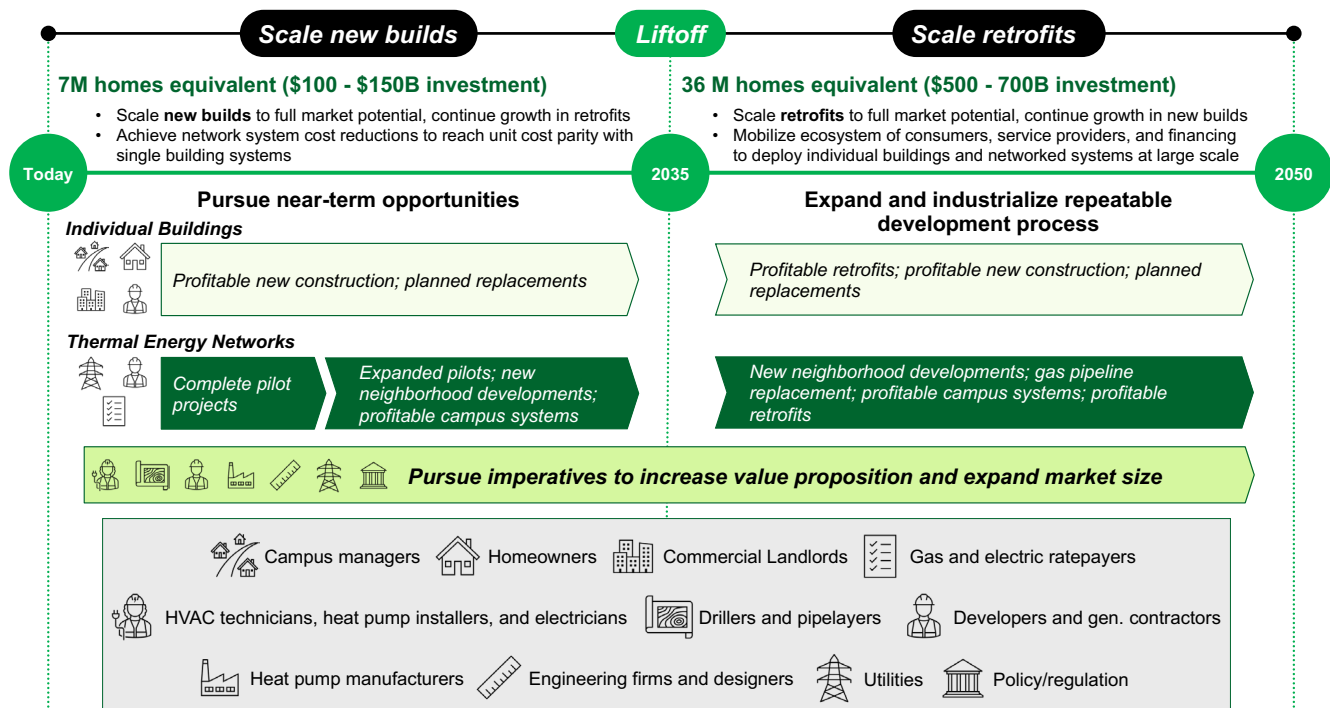 Scale new builds
Liftoff
Scale retrofits
7M homes equivalent ($100 - $150B investment)
• Scale new builds to full market potential, continue growth in retrofits
• Achieve network system cost reductions to reach unit cost parity with
single building systems
36 M homes equivalent ($500 - 700B investment)
• Scale retrofits to full market potential, continue growth in new builds
• Mobilize ecosystem of consumers, service providers, and financing
to deploy individual buildings and networked systems at large scale
Today
2035
2050
Pursue near-term opportunities
Expand and industrialize repeatable
development process
Individual Buildings
Profitable new construction; planned replacements
Profitable retrofits; profitable new construction; planned
replacements
Thermal Energy Networks
Complete pilot
projects
Expanded pilots; new
neighborhood developments;
profitable campus systems
New neighborhood developments; gas pipeline
replacement; profitable campus systems; profitable
retrofits
Pursue imperatives to increase value proposition and expand market size
Campus managers
Homeowners
Commercial Landlords
Gas and electric ratepayers
HVAC technicians, heat pump installers, and electricians
Drillers and pipelayers
Developers and gen. contractors
Heat pump manufacturers
Engineering firms and designers
Utilities
Policy/regulation